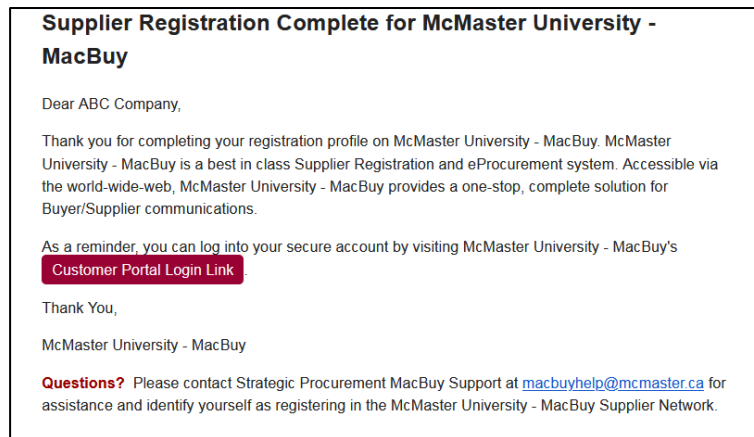 Supplier Registration Complete for McMaster University -
MacBuy
Dear ABC Company,
Thank you for completing your registration profile on McMaster University - MacBuy. McMaster
University - MacBuy is a best in class Supplier Registration and eProcurement system. Accessible via
the world-wide-web, McMaster University - MacBuy provides a one-stop, complete solution for
Buyer/Supplier communications.
As a reminder, you can log into your secure account by visiting McMaster University - MacBuy's
Customer Portal Login Link.
Thank You,
McMaster University - MacBuy
Questions? Please contact Strategic Procurement MacBuy Support at macbuyhelp@mcmaster.ca for
assistance and identify yourself as registering in the McMaster University - MacBuy Supplier Network.